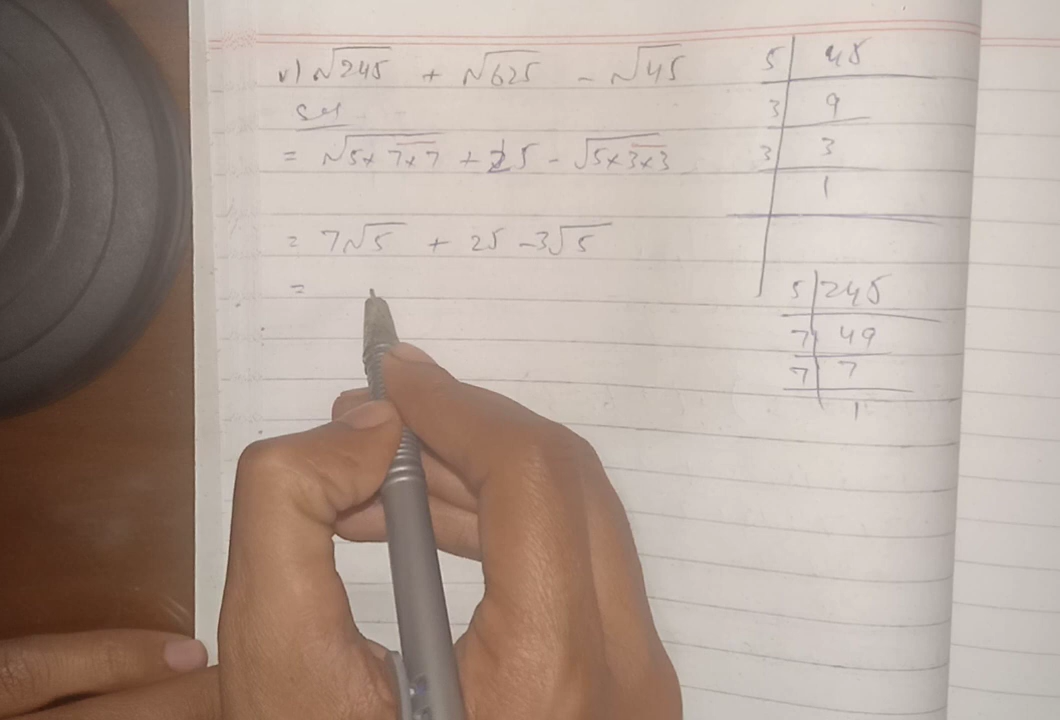 v) √245 + √625 - √45
Sol
= √5×7×7 + 25 - √5×3×3
= 7√5 + 25 -3√5
=
5 | 45
3 | 9
3 | 3
1
5 | 245
7 | 49
7 | 7
1